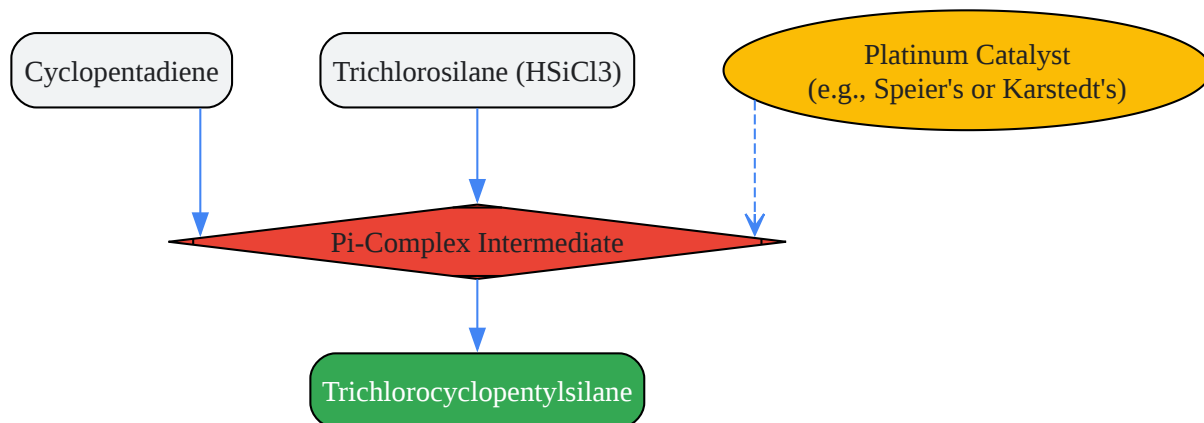 Cyclopentadiene
Trichlorosilane (HSiCl3)
Platinum Catalyst
(e.g., Speier's or Karstedt's)
Pi-Complex Intermediate
Trichlorocyclopentylsilane